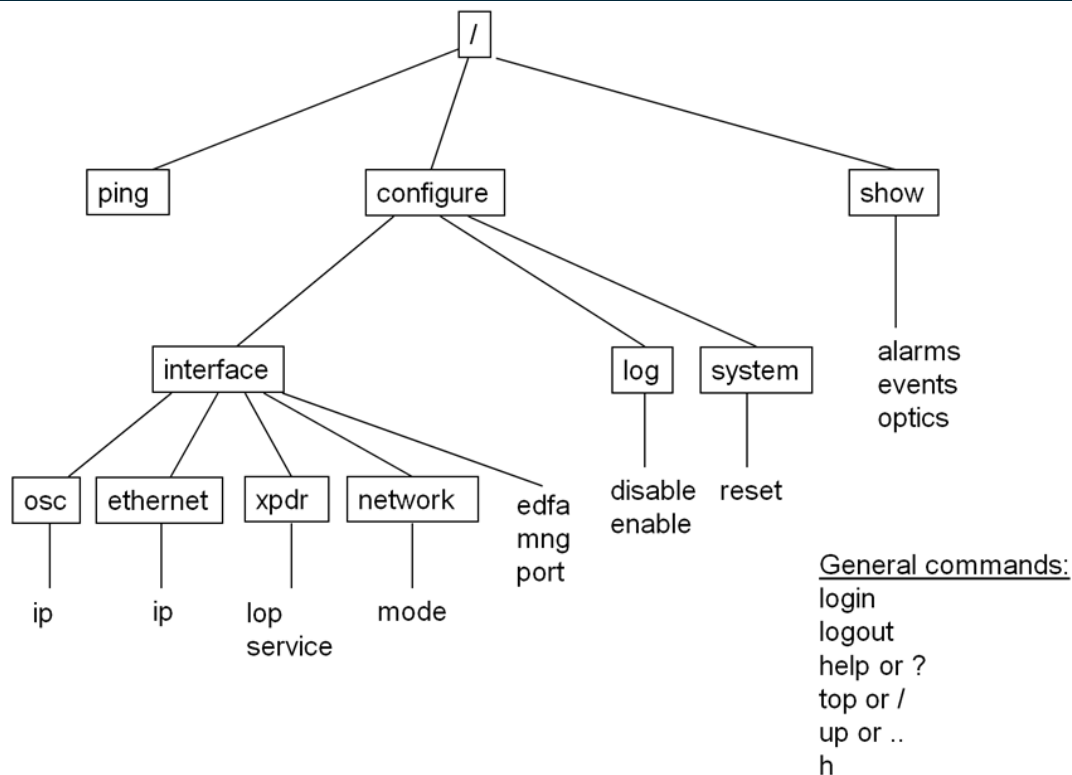 /
ping
configure
show
interface
log
system
alarms
events
optics
osc
ethernet
xpdr
network
edfa
mng
port
disable
enable
reset
ip
ip
lop
service
mode
General commands:
login
logout
help or ?
top or /
up or ..
h